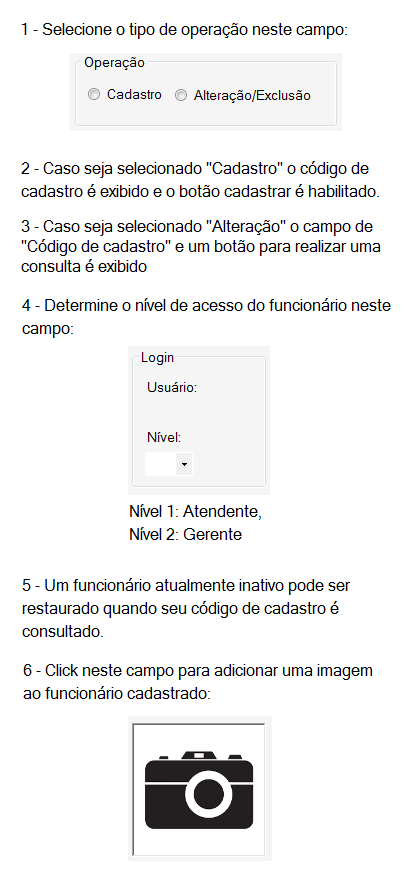 1 - Selecione o tipo de operação neste campo:
Operação
Cadastro
Alteração/Exclusão
2 - Caso seja selecionado "Cadastro" o código de
cadastro é exibido e o botão cadastrar é habilitado.
3 - Caso seja selecionado "Alteração" o campo de
"Código de cadastro" e um botão para realizar uma
consulta é exibido
4 - Determine o nível de acesso do funcionário neste
campo:
Login
Usuário:
Nível:
Nível 1: Atendente,
Nível 2: Gerente
5 - Um funcionário atualmente inativo pode ser
restaurado quando seu código de cadastro é
consultado.
6 - Click neste campo para adicionar uma imagem
ao funcionário cadastrado: